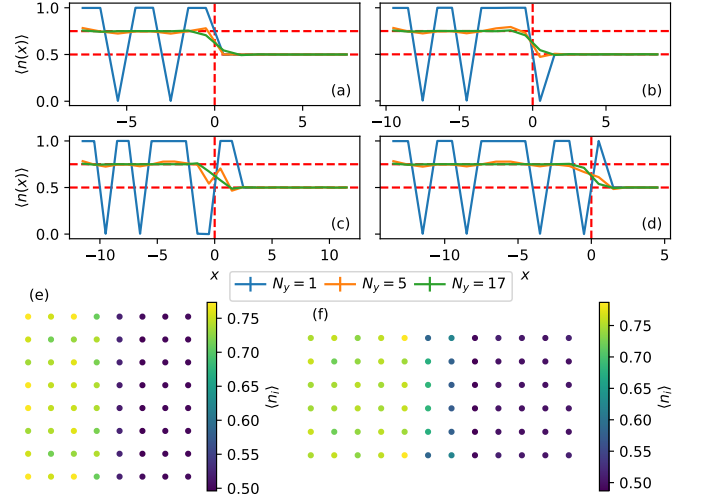 1.0
0.5
0.0
⟨n(x)⟩
(a)
(b)
−5 0 5
−10 −5 0 5
1.0
0.5
0.0
⟨n(x)⟩
(c)
(d)
−10 −5 0 5 10
−10 −5 0 5
x
x
N_y = 1 N_y = 5 N_y = 17
(e)
(f)
0.75
0.70
0.65
0.60
0.55
0.50
⟨n_i⟩
0.75
0.70
0.65
0.60
0.55
0.50
⟨n_i⟩